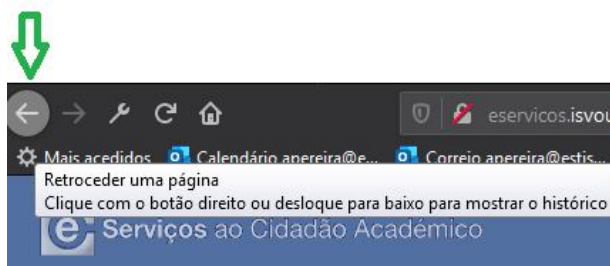 eservicos.isvou
Mais acedidos Calendário apereira@e... Correio apereira@estis...
Retroceder uma página
Clique com o botão direito ou desloque para baixo para mostrar o histórico
e Serviços ao Cidadão Académico